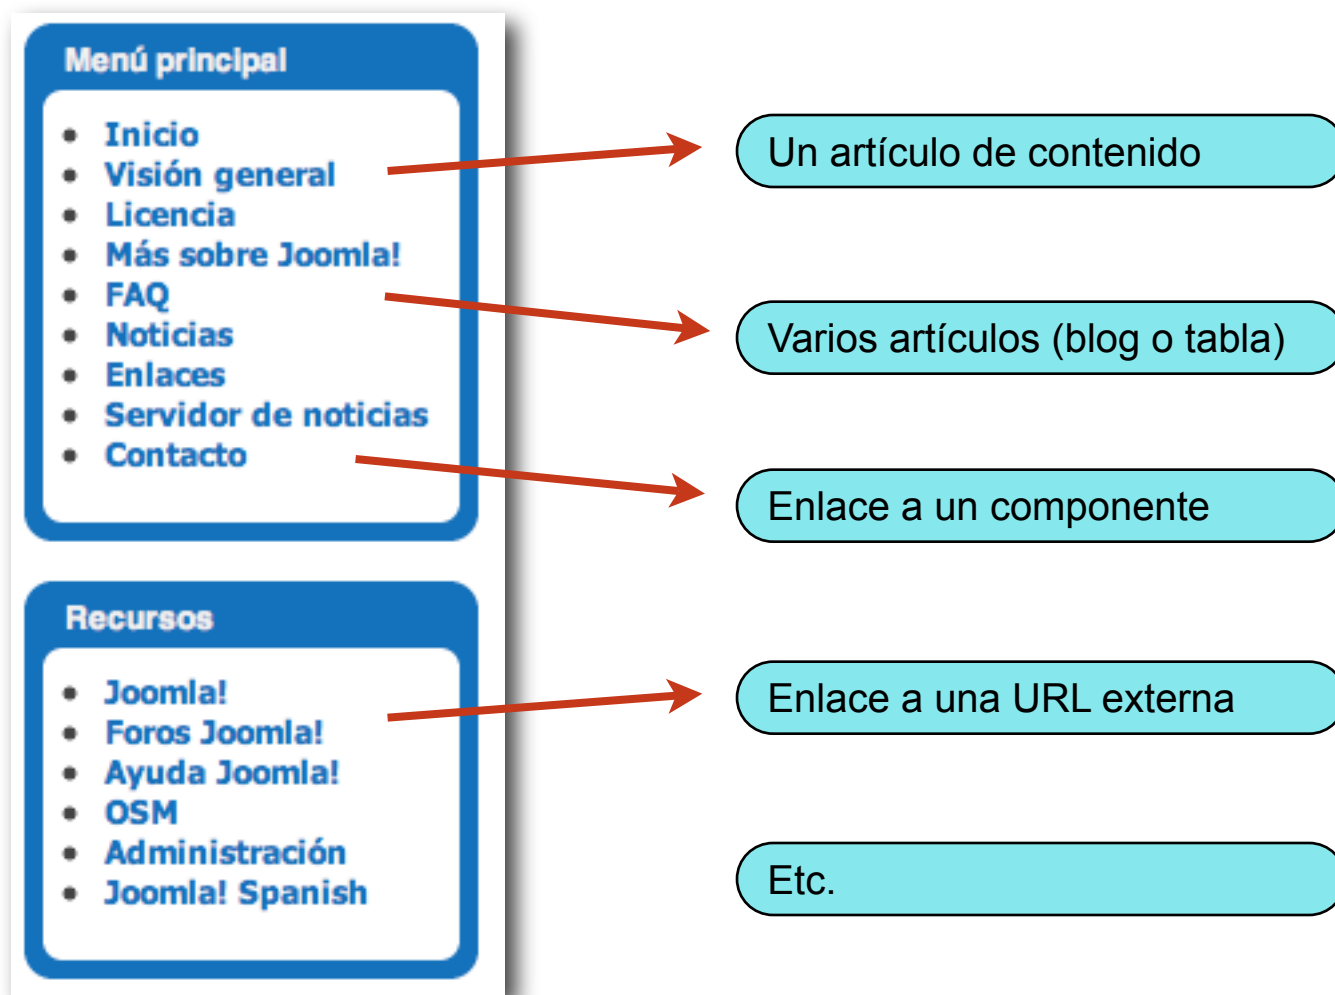 Menú principal
Inicio
Visión general
Licencia
Más sobre Joomla!
FAQ
Noticias
Enlaces
Servidor de noticias
Contacto
Recursos
Joomla!
Foros Joomla!
Ayuda Joomla!
OSM
Administración
Joomla! Spanish
Un artículo de contenido
Varios artículos (blog o tabla)
Enlace a un componente
Enlace a una URL externa
Etc.